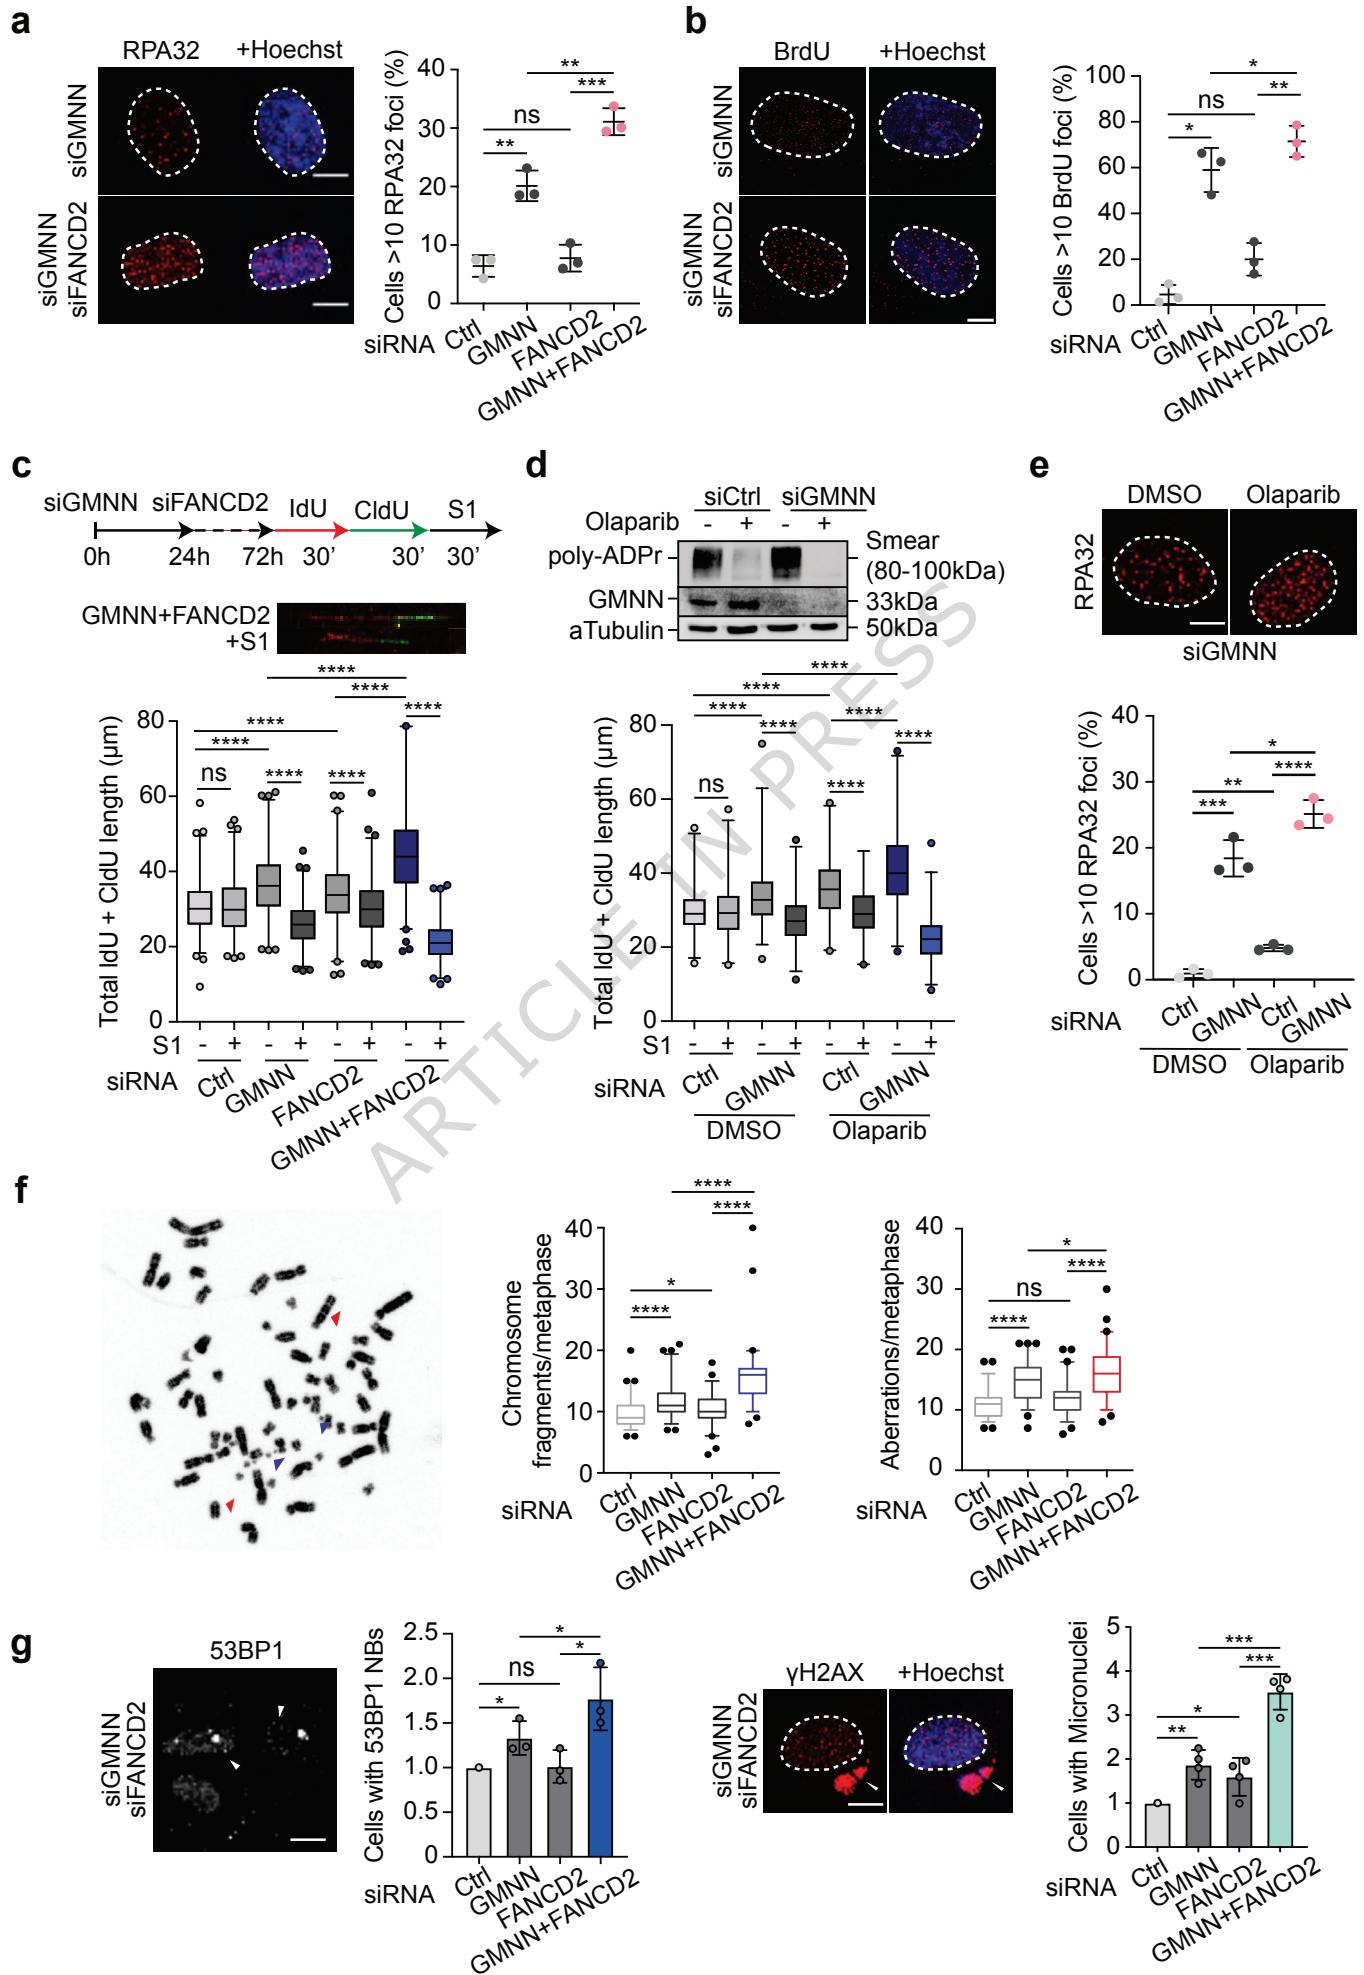 a
RPA32 +Hoechst
siGMNN
siGMNN
siFANCD2
Cells >10 RPA32 foci (%)
40
30
20
10
0
**
***
ns
**
siRNA Ctrl GMNN FANCD2 GMNN+FANCD2
b
BrdU +Hoechst
siGMNN
siGMNN
siFANCD2
Cells >10 BrdU foci (%)
100
80
60
40
20
0
*
**
ns
*
siRNA Ctrl GMNN FANCD2 GMNN+FANCD2
c
siGMNN siFANCD2 IdU CldU S1
0h 24h 72h 30' 30' 30'
GMNN+FANCD2
+S1
Total IdU + CldU length (µm)
80
60
40
20
0
****
****
****
****
****
ns
****
****
S1 - + - + - + - +
siRNA Ctrl GMNN FANCD2 GMNN+FANCD2
d
siCtrl siGMNN
Olaparib - + - +
poly-ADPr Smear
(80-100kDa)
GMNN 33kDa
aTubulin 50kDa
Total IdU + CldU length (µm)
80
60
40
20
0
****
****
****
****
****
****
ns
****
S1 - + - + - + - +
siRNA Ctrl GMNN Ctrl GMNN
DMSO Olaparib
e
DMSO Olaparib
RPA32
siGMNN
Cells >10 RPA32 foci (%)
40
30
20
10
0
*
****
**
***
siRNA Ctrl GMNN Ctrl GMNN
DMSO Olaparib
ARTICLE IN PRESS
f
Chromosome
fragments/metaphase
40
30
20
10
0
****
****
*
****
siRNA Ctrl GMNN FANCD2 GMNN+FANCD2
Aberrations/metaphase
40
30
20
10
0
*
****
ns
****
siRNA Ctrl GMNN FANCD2 GMNN+FANCD2
g
53BP1
siGMNN
siFANCD2
Cells with 53BP1 NBs
2.5
2.0
1.5
1.0
0.5
0
*
*
ns
*
siRNA Ctrl GMNN FANCD2 GMNN+FANCD2
γH2AX +Hoechst
siGMNN
siFANCD2
Cells with Micronuclei
5
4
3
2
1
0
***
***
*
**
siRNA Ctrl GMNN FANCD2 GMNN+FANCD2